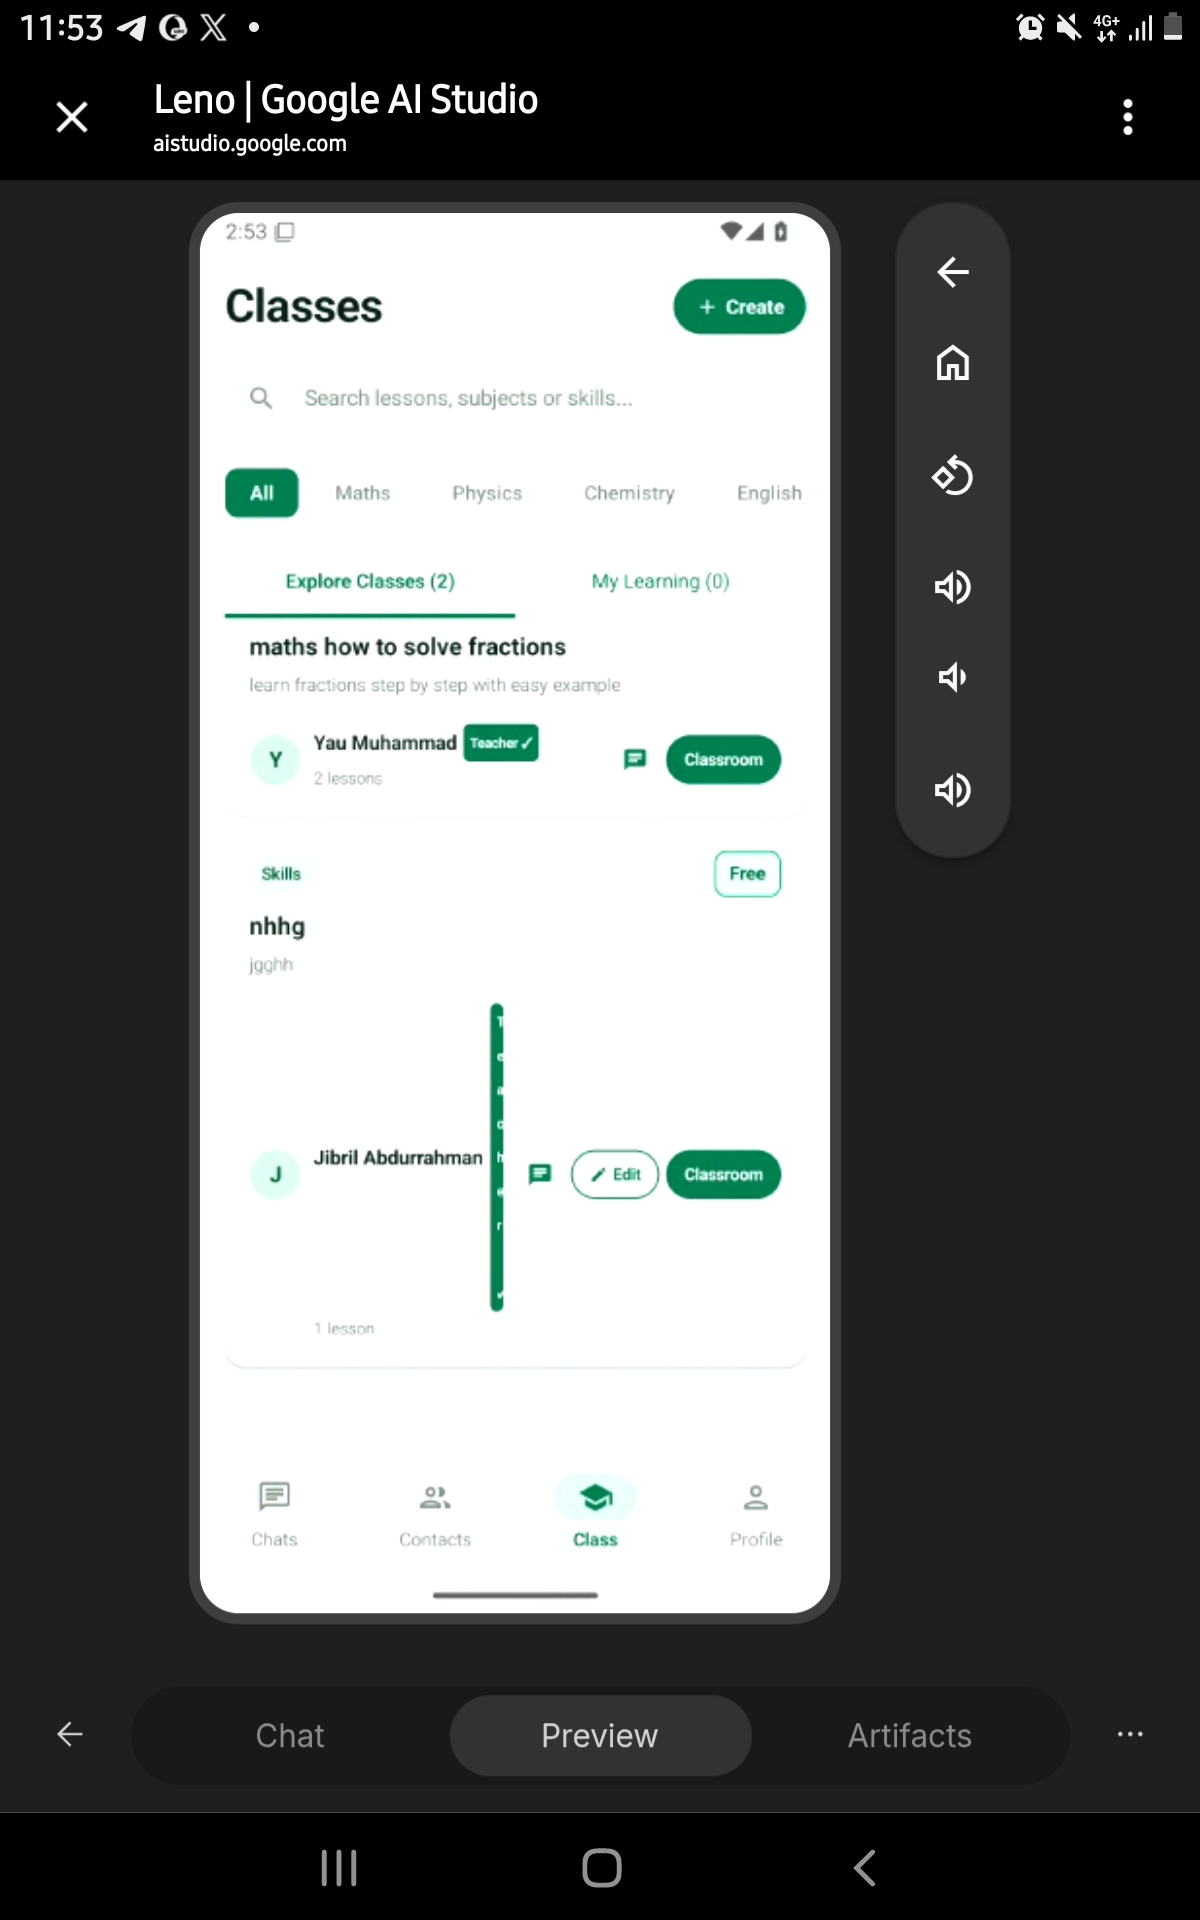 11:53
4G+
Leno | Google AI Studio
aistudio.google.com
2:53
Classes
+ Create
Search lessons, subjects or skills...
All Maths Physics Chemistry English
Explore Classes (2) My Learning (0)
maths how to solve fractions
learn fractions step by step with easy example
Y Yau Muhammad Teacher ✓
2 lessons
Classroom
Skills Free
nhhg
jgghh
J Jibril Abdurrahman Teacher ✓ Edit Classroom
1 lesson
Chats Contacts Class Profile
Chat Preview Artifacts